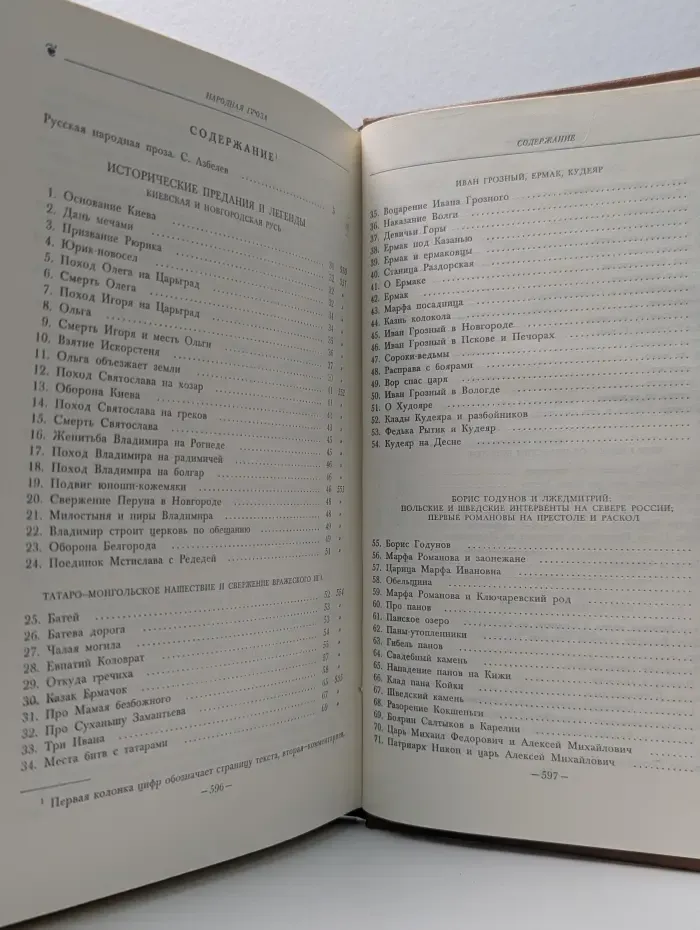 НАРОДНАЯ ПРОЗА
СОДЕРЖАНИЕ¹
Русская народная проза. С. Азбелев 5
ИСТОРИЧЕСКИЕ ПРЕДАНИЯ И ЛЕГЕНДЫ
КИЕВСКАЯ И НОВГОРОДСКАЯ РУСЬ
1. Основание Киева
2. Дань мечами
3. Призвание Рюрика
4. Юрик-новосел
5. Поход Олега на Царьград
6. Смерть Олега
7. Поход Игоря на Царьград
8. Ольга
9. Смерть Игоря и месть Ольги
10. Взятие Искорстеня
11. Ольга объезжает земли
12. Поход Святослава на хозар
13. Оборона Киева
14. Поход Святослава на греков
15. Смерть Святослава
16. Женитьба Владимира на Рогнеде
17. Поход Владимира на радимичей
18. Поход Владимира на болгар
19. Подвиг юноши-кожемяки
20. Свержение Перуна в Новгороде
21. Милостыня и пиры Владимира
22. Владимир строит церковь по обещанию
23. Оборона Белгорода
24. Поединок Мстислава с Редедей
ТАТАРО-МОНГОЛЬСКОЕ НАШЕСТВИЕ И СВЕРЖЕНИЕ ВРАЖЕСКОГО ИГА
25. Батей
26. Батева дорога
27. Чалая могила
28. Евпатий Коловрат
29. Откуда гречиха
30. Казак Ермачок
31. Про Мамая безбожного
32. Про Суханьшу Замантьева
33. Три Ивана
34. Места битв с татарами
¹ Первая колонка цифр обозначает страницу текста, вторая—комментария.
—596—
СОДЕРЖАНИЕ
ИВАН ГРОЗНЫЙ, ЕРМАК, КУДЕЯР
35. Воцарение Ивана Грозного
36. Наказание Волги
37. Девичьи Горы
38. Ермак под Казанью
39. Ермак и ермаковцы
40. Станица Раздорская
41. О Ермаке
42. Ермак
43. Марфа посадница
44. Казнь колокола
45. Иван Грозный в Новгороде
46. Иван Грозный в Пскове и Печорах
47. Сороки-ведьмы
48. Расправа с боярами
49. Вор спас царя
50. Иван Грозный в Вологде
51. О Худояре
52. Клады Кудеяра и разбойников
53. Федька Рытик и Кудеяр
54. Кудеяр на Десне
БОРИС ГОДУНОВ И ЛЖЕДМИТРИЙ;
ПОЛЬСКИЕ И ШВЕДСКИЕ ИНТЕРВЕНТЫ НА СЕВЕРЕ РОССИИ;
ПЕРВЫЕ РОМАНОВЫ НА ПРЕСТОЛЕ И РАСКОЛ
55. Борис Годунов
56. Марфа Романова и заонежане
57. Царица Марфа Ивановна
58. Обельщина
59. Марфа Романова и Ключаревский род
60. Про панов
61. Панское озеро
62. Паны-утопленники
63. Гибель панов
64. Свадебный камень
65. Нападение панов на Кижи
66. Клад пана Койки
67. Шведский камень
68. Разорение Кокшеньги
69. Боярин Салтыков в Карелии
70. Царь Михаил Федорович и Алексей Михайлович
71. Патриарх Никон и царь Алексей Михайлович
—597—